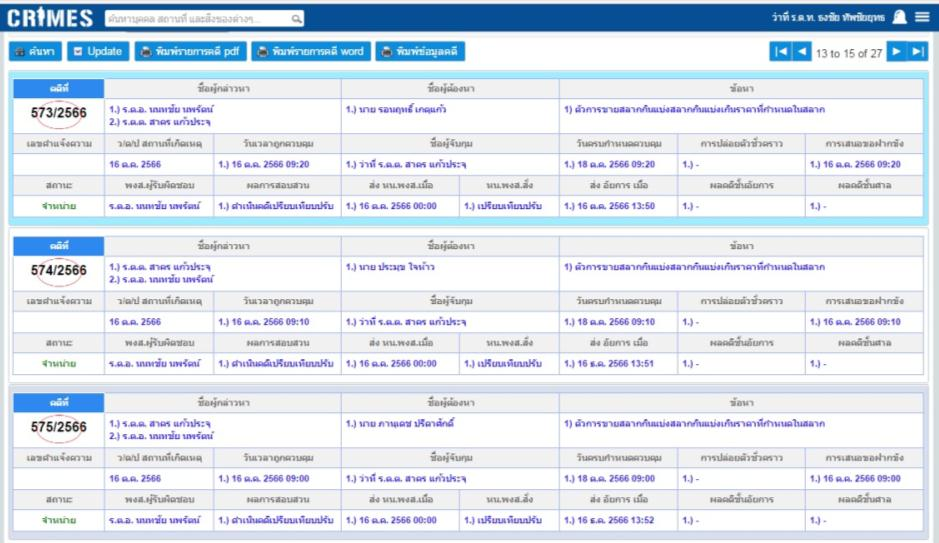 CRIMES ค้นหาบุคคล สถานที่ และสิ่งของต่างๆ... ว่าที่ ร.ต.ท. ธงชัย ทิพชัยยุทธ
ค้นหา Update พิมพ์รายการคดี pdf พิมพ์รายการคดี word พิมพ์ข้อมูลคดี 13 to 15 of 27
คดีที่ ชื่อผู้กล่าวหา ชื่อผู้ต้องหา ข้อหา
573/2566 1.) ร.ต.อ. นนทชัย นพรัตน์ 1.) นาย รอนฤทธิ์ เกตุแก้ว 1) ตัวการขายสลากกินแบ่งสลากกินแบ่งเกินราคาที่กำหนดในสลาก
2.) ร.ต.ต. สาคร แก้วประจุ
เลขสำแจ้งความ ว/ด/ป สถานที่เกิดเหตุ วันเวลาถูกควบคุม ชื่อผู้จับกุม วันครบกำหนดควบคุม การปล่อยตัวชั่วคราว การเสนอขอฝากขัง
16 ต.ค. 2566 1.) 16 ต.ค. 2566 09:20 1.) ว่าที่ ร.ต.ต. สาคร แก้วประจุ 1.) 18 ต.ค. 2566 09:20 1.) - 1.) 16 ต.ค. 2566 09:20
สถานะ พงส.ผู้รับผิดชอบ ผลการสอบสวน ส่ง หน.พงส.เมื่อ หน.พงส.สั่ง ส่ง อัยการ เมื่อ ผลคดีชั้นอัยการ ผลคดีชั้นศาล
จำหน่าย ร.ต.อ. นนทชัย นพรัตน์ 1.) ดำเนินคดีเปรียบเทียบปรับ 1.) 16 ต.ค. 2566 00:00 1.) เปรียบเทียบปรับ 1.) 16 ต.ค. 2566 13:50 1.) - 1.) -
คดีที่ ชื่อผู้กล่าวหา ชื่อผู้ต้องหา ข้อหา
574/2566 1.) ร.ต.ต. สาคร แก้วประจุ 1.) นาย ประมุข ใจห้าว 1) ตัวการขายสลากกินแบ่งสลากกินแบ่งเกินราคาที่กำหนดในสลาก
2.) ร.ต.อ. นนทชัย นพรัตน์
เลขสำแจ้งความ ว/ด/ป สถานที่เกิดเหตุ วันเวลาถูกควบคุม ชื่อผู้จับกุม วันครบกำหนดควบคุม การปล่อยตัวชั่วคราว การเสนอขอฝากขัง
16 ต.ค. 2566 1.) 16 ต.ค. 2566 09:10 1.) ว่าที่ ร.ต.ต. สาคร แก้วประจุ 1.) 18 ต.ค. 2566 09:10 1.) - 1.) 16 ต.ค. 2566 09:10
สถานะ พงส.ผู้รับผิดชอบ ผลการสอบสวน ส่ง หน.พงส.เมื่อ หน.พงส.สั่ง ส่ง อัยการ เมื่อ ผลคดีชั้นอัยการ ผลคดีชั้นศาล
จำหน่าย ร.ต.อ. นนทชัย นพรัตน์ 1.) ดำเนินคดีเปรียบเทียบปรับ 1.) 16 ต.ค. 2566 00:00 1.) เปรียบเทียบปรับ 1.) 16 ธ.ค. 2566 13:51 1.) - 1.) -
คดีที่ ชื่อผู้กล่าวหา ชื่อผู้ต้องหา ข้อหา
575/2566 1.) ร.ต.ต. สาคร แก้วประจุ 1.) นาย ภานุเดช ปรีดาศักดิ์ 1) ตัวการขายสลากกินแบ่งสลากกินแบ่งเกินราคาที่กำหนดในสลาก
2.) ร.ต.อ. นนทชัย นพรัตน์
เลขสำแจ้งความ ว/ด/ป สถานที่เกิดเหตุ วันเวลาถูกควบคุม ชื่อผู้จับกุม วันครบกำหนดควบคุม การปล่อยตัวชั่วคราว การเสนอขอฝากขัง
16 ต.ค. 2566 1.) 16 ต.ค. 2566 09:00 1.) ว่าที่ ร.ต.ต. สาคร แก้วประจุ 1.) 18 ต.ค. 2566 09:00 1.) - 1.) 16 ต.ค. 2566 09:00
สถานะ พงส.ผู้รับผิดชอบ ผลการสอบสวน ส่ง หน.พงส.เมื่อ หน.พงส.สั่ง ส่ง อัยการ เมื่อ ผลคดีชั้นอัยการ ผลคดีชั้นศาล
จำหน่าย ร.ต.อ. นนทชัย นพรัตน์ 1.) ดำเนินคดีเปรียบเทียบปรับ 1.) 16 ต.ค. 2566 00:00 1.) เปรียบเทียบปรับ 1.) 16 ธ.ค. 2566 13:52 1.) - 1.) -